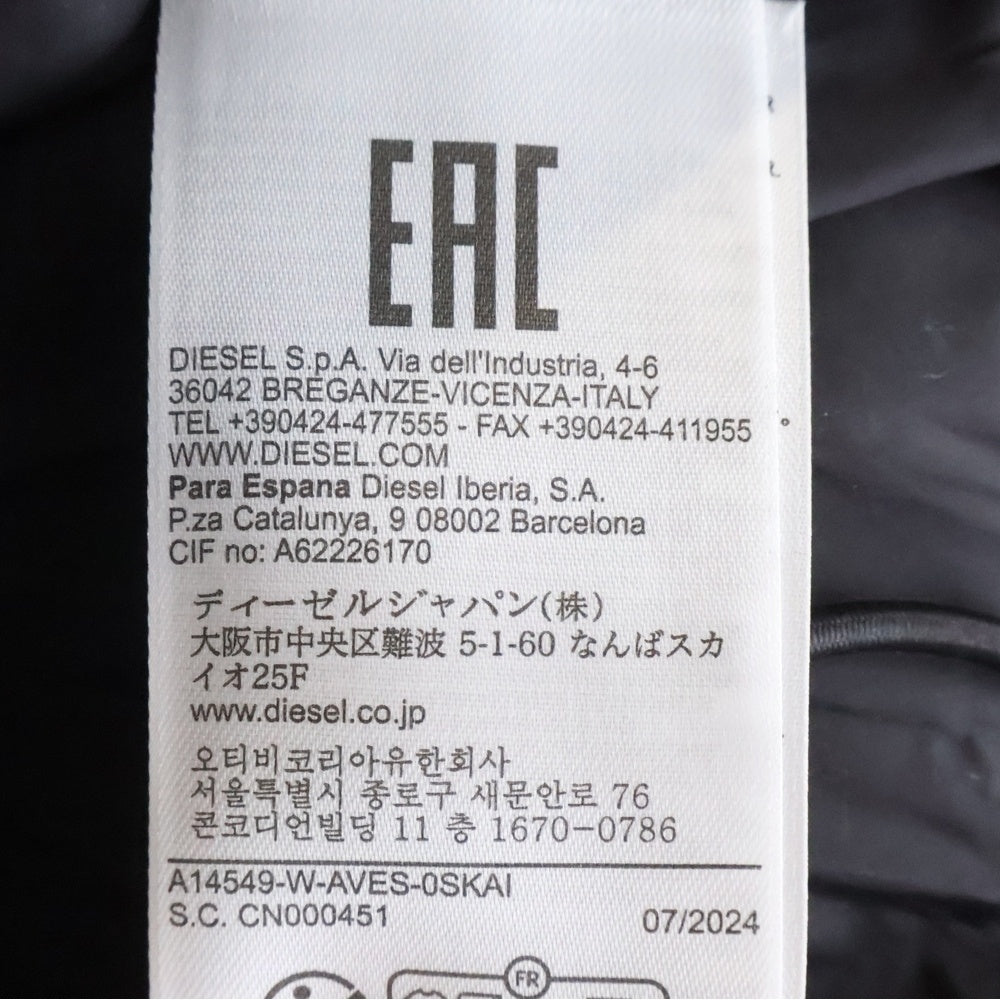 EAC
DIESEL S.p.A. Via dell'Industria, 4-6
36042 BREGANZE-VICENZA-ITALY
TEL +390424-477555 - FAX +390424-411955
WWW.DIESEL.COM
Para Espana Diesel Iberia, S.A.
P.za Catalunya, 9 08002 Barcelona
CIF no: A62226170
ディーゼルジャパン(株)
大阪市中央区難波 5-1-60 なんばスカ
イオ25F
www.diesel.co.jp
오티비코리아유한회사
서울특별시 종로구 새문안로 76
콘코디언빌딩 11 층 1670-0786
A14549-W-AVES-0SKAI
S.C. CN000451 07/2024
FR